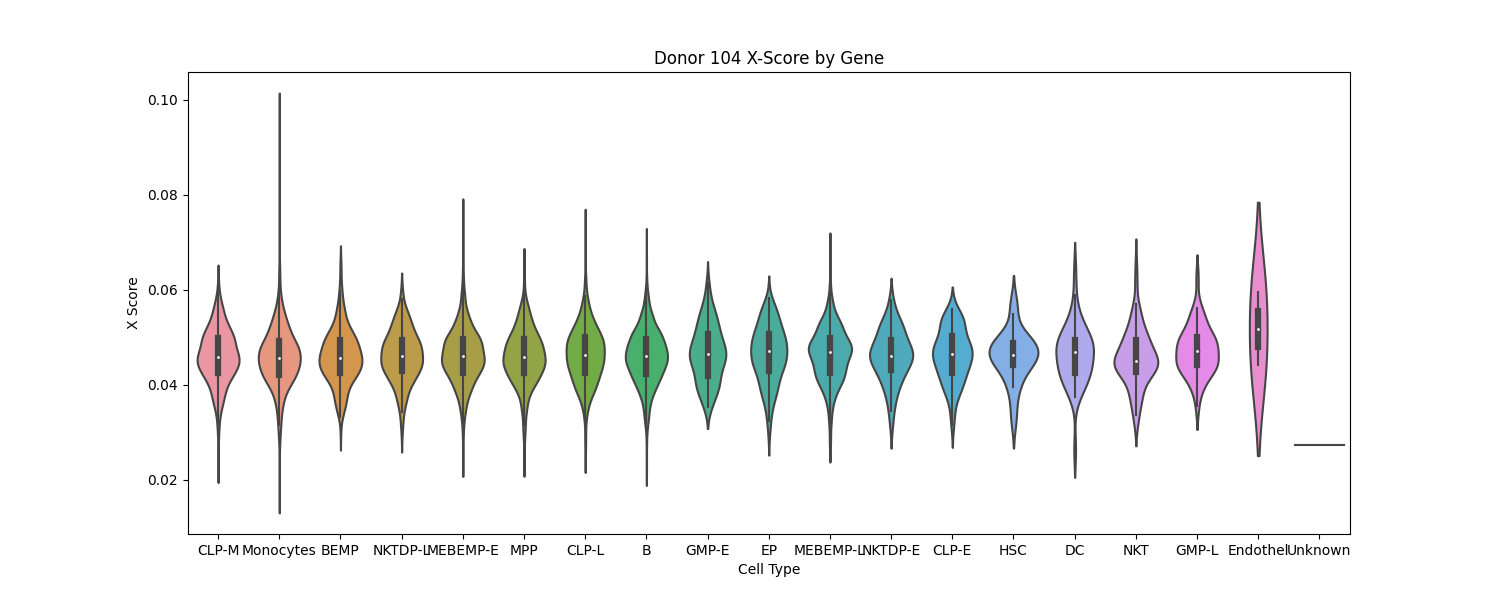 Donor 104 X-Score by Gene
0.10
0.08
0.06
0.04
0.02
X Score
CLP-M Monocytes BEMP NKTDP-L MEBEMP-E MPP CLP-L B GMP-E EP MEBEMP-L NKTDP-E CLP-E HSC DC NKT GMP-L Endothel Unknown
Cell Type